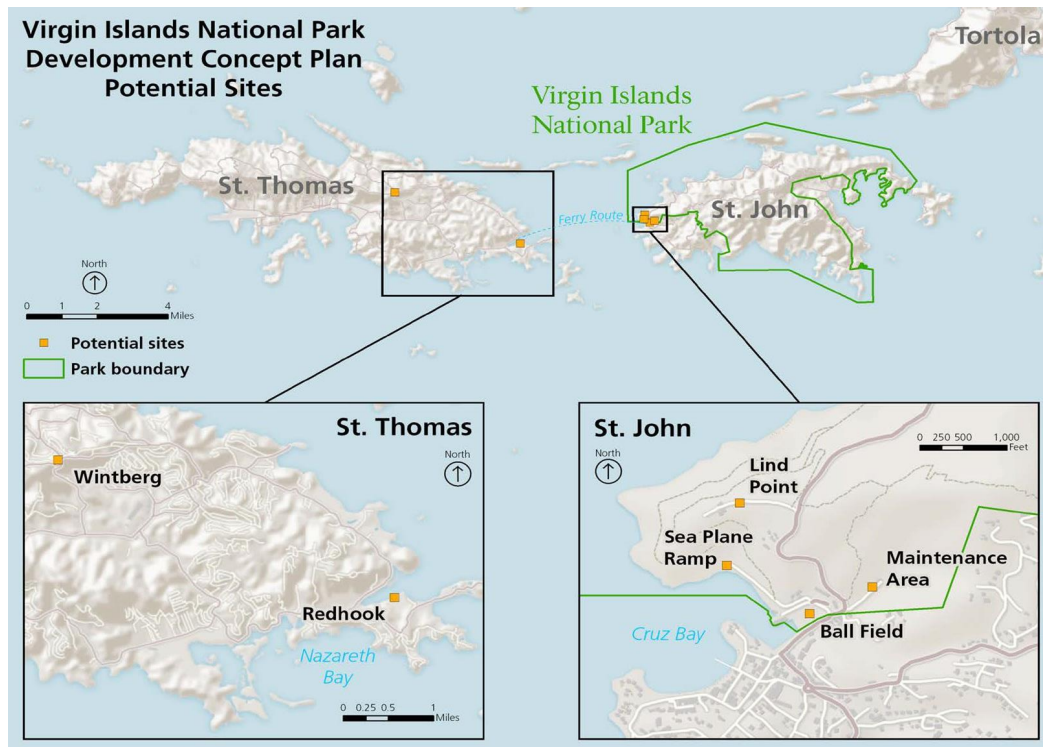 Virgin Islands National Park
Development Concept Plan
Potential Sites
Tortola
Virgin Islands
National Park
St. Thomas
St. John
Ferry Route
North
0 1 2 4
Miles
Potential sites
Park boundary
St. Thomas
North
Wintberg
Redhook
Nazareth
Bay
0 0.25 0.5 1
Miles
St. John
North
0 250 500 1,000
Feet
Lind
Point
Sea Plane
Ramp
Maintenance
Area
Ball Field
Cruz Bay